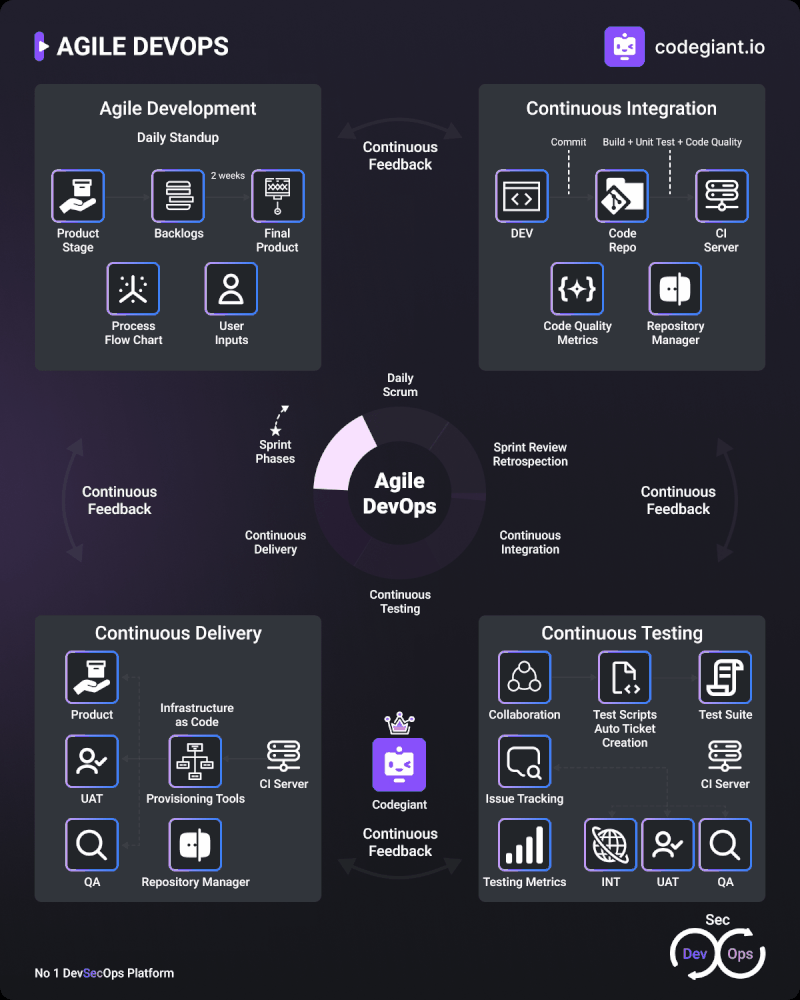 AGILE DEVOPS
codegiant.io
Agile Development
Daily Standup
2 weeks
Product
Stage
Backlogs
Final
Product
Process
Flow Chart
User
Inputs
Continuous
Feedback
Continuous Integration
Commit
Build + Unit Test + Code Quality
DEV
Code
Repo
CI
Server
Code Quality
Metrics
Repository
Manager
Daily
Scrum
Sprint
Phases
Sprint Review
Retrospection
Continuous
Feedback
Agile
DevOps
Continuous
Feedback
Continuous
Delivery
Continuous
Integration
Continuous
Testing
Continuous Delivery
Product
Infrastructure
as Code
UAT
Provisioning Tools
CI Server
QA
Repository Manager
Codegiant
Continuous
Feedback
Continuous Testing
Collaboration
Test Scripts
Auto Ticket
Creation
Test Suite
Issue Tracking
CI Server
Testing Metrics
INT
UAT
QA
Sec
Dev
Ops
No 1 DevSecOps Platform